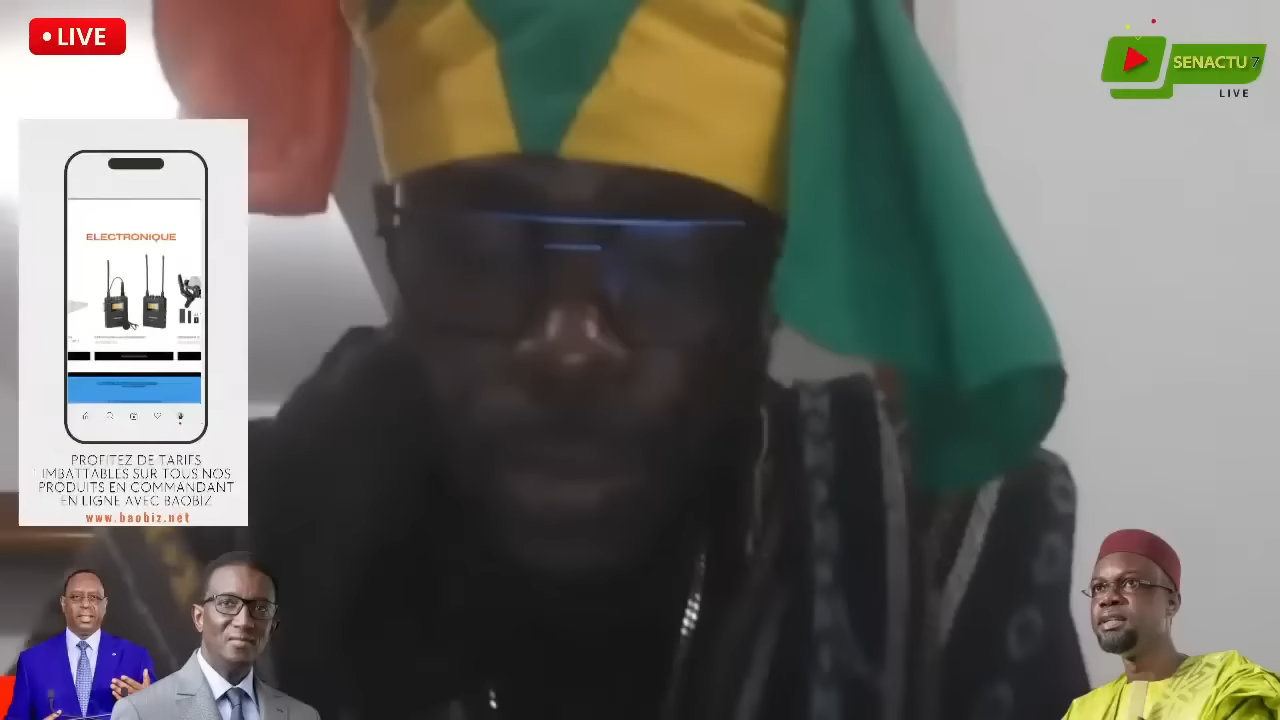 LIVE
SENACTU 7
LIVE
ELECTRONIQUE
PROFITEZ DE TARIFS
IMBATTABLES SUR TOUS NOS
PRODUITS EN COMMANDANT
EN LIGNE AVEC BAOBIZ
www.baobiz.net